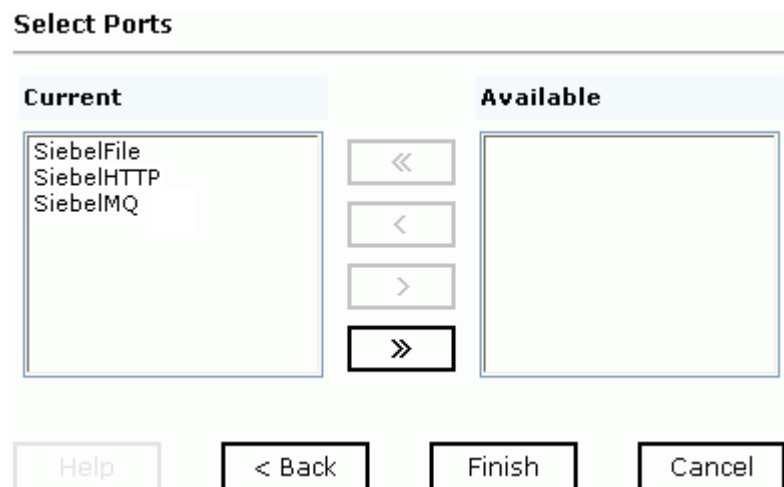 Select Ports
Current
Available
SiebelFile
SiebelHTTP
SiebelMQ
«
<
>
»
Help
< Back
Finish
Cancel